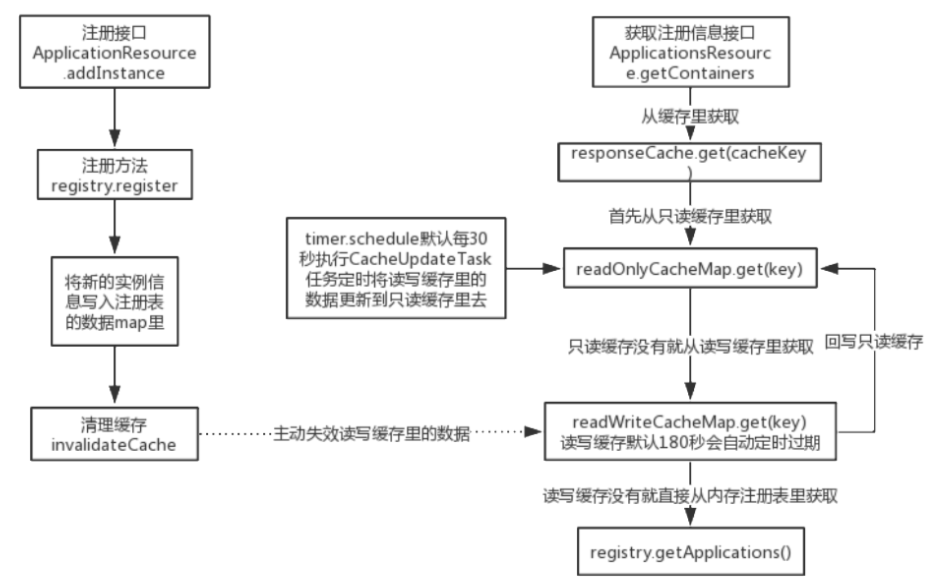 注册接口
ApplicationResource
.addInstance
注册方法
registry.register
将新的实例信
息写入注册表
的数据map里
清理缓存
invalidateCache
主动失效读写缓存里的数据
获取注册信息接口
ApplicationsResourc
e.getContainers
从缓存里获取
responseCache.get(cacheKey
)
首先从只读缓存里获取
timer.schedule默认每30
秒执行CacheUpdateTask
任务定时将读写缓存里的
数据更新到只读缓存里去
readOnlyCacheMap.get(key)
只读缓存没有就从读写缓存里获取
回写只读缓存
readWriteCacheMap.get(key)
读写缓存默认180秒会自动定时过期
读写缓存没有就直接从内存注册表里获取
registry.getApplications()